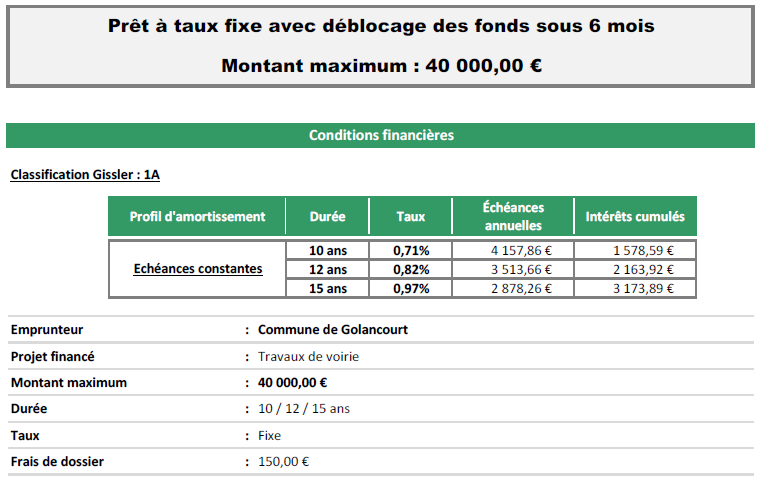 Prêt à taux fixe avec déblocage des fonds sous 6 mois
Montant maximum : 40 000,00 €
Conditions financières
Classification Gissler : 1A
Profil d'amortissement Durée Taux Échéances annuelles Intérêts cumulés
Echéances constantes
10 ans 0,71% 4 157,86 € 1 578,59 €
12 ans 0,82% 3 513,66 € 2 163,92 €
15 ans 0,97% 2 878,26 € 3 173,89 €
Emprunteur : Commune de Golancourt
Projet financé : Travaux de voirie
Montant maximum : 40 000,00 €
Durée : 10 / 12 / 15 ans
Taux : Fixe
Frais de dossier : 150,00 €